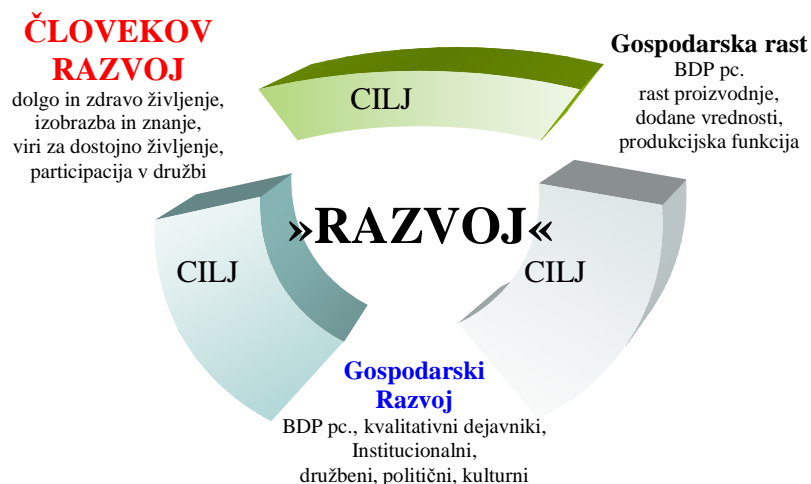 ČLOVEKOV
RAZVOJ
dolgo in zdravo življenje,
izobrazba in znanje,
viri za dostojno življenje,
participacija v družbi
CILJ
Gospodarska rast
BDP pc.
rast proizvodnje,
dodane vrednosti,
produkcijska funkcija
»RAZVOJ«
CILJ
CILJ
Gospodarski
Razvoj
BDP pc., kvalitativni dejavniki,
Institucionalni,
družbeni, politični, kulturni